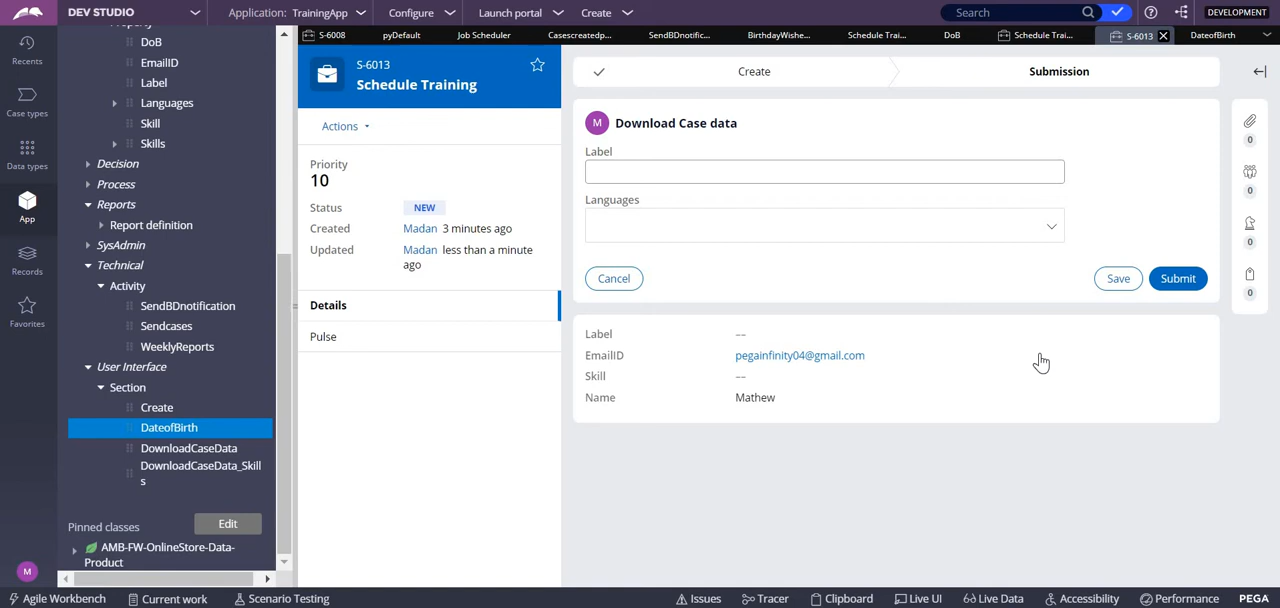 DEV STUDIO
Application: TrainingApp
Configure
Launch portal
Create
Search
DEVELOPMENT
S-6008
pyDefault
Job Scheduler
Casecreatedp...
SendBDnotific...
BirthdayWishe...
Schedule Trai...
DoB
Schedule Trai...
S-6013
DateofBirth
Recents
Case types
Data types
App
Records
Favorites
M
DoB
EmailID
Label
Languages
Skill
Skills
Decision
Process
Reports
Report definition
SysAdmin
Technical
Activity
SendBDnotification
Sendcases
WeeklyReports
User Interface
Section
Create
DateofBirth
DownloadCaseData
DownloadCaseData_Skill
s
Pinned classes
Edit
AMB-FW-OnlineStore-Data-
Product
S-6013
Schedule Training
Actions
Priority
10
Status
NEW
Created
Madan 3 minutes ago
Updated
Madan less than a minute
ago
Details
Pulse
Create
Submission
M
Download Case data
Label
Languages
Cancel
Save
Submit
Label
--
EmailID
pegainfinity04@gmail.com
Skill
--
Name
Mathew
0
0
0
0
Agile Workbench
Current work
Scenario Testing
Issues
Tracer
Clipboard
Live UI
Live Data
Accessibility
Performance
PEGA